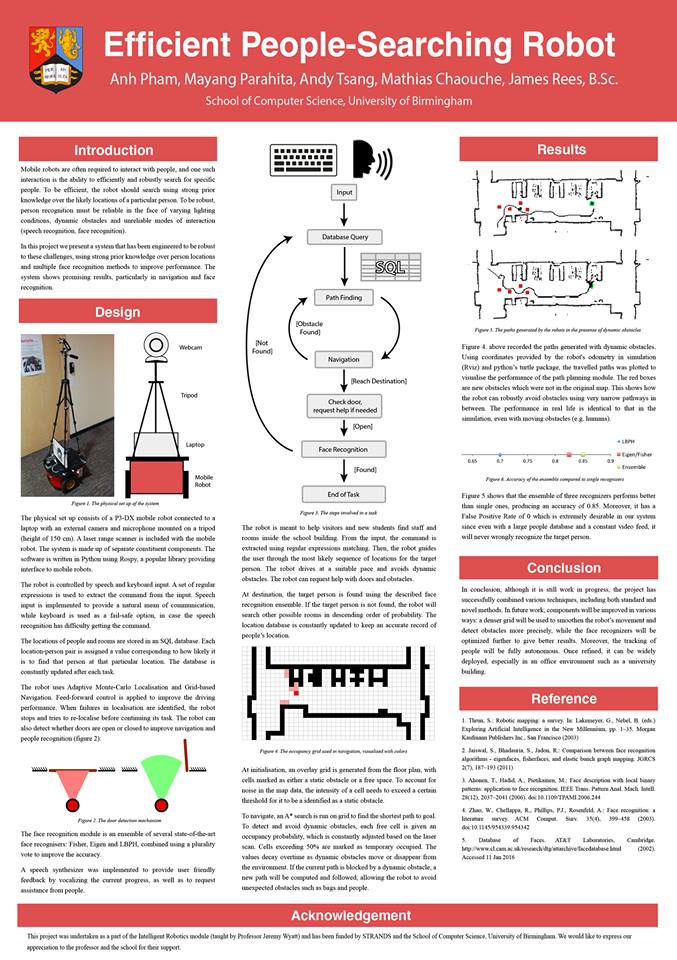 Efficient People-Searching Robot
Anh Pham, Mayang Parahita, Andy Tsang, Mathias Chaouche, James Rees, B.Sc.
School of Computer Science, University of Birmingham
Introduction
Mobile robots are often required to interact with people, and one such
interaction is the ability to efficiently and robustly search for specific
people. To be efficient, the robot should search using strong prior
knowledge over the likely locations of a particular person. To be robust,
person recognition must be reliable in the face of varying lighting
conditions, dynamic obstacles and unreliable modes of interaction
(speech recognition, face recognition).
In this project we present a system that has been engineered to be robust
to these challenges, using strong prior knowledge over person locations
and multiple face recognition methods to improve performance. The
system shows promising results, particularly in navigation and face
recognition.
Design
Webcam
Tripod
Laptop
Mobile
Robot
Figure 1. The physical set up of the system
The physical set up consists of a P3-DX mobile robot connected to a
laptop with an external camera and microphone mounted on a tripod
(height of 150 cm). A laser range scanner is included with the mobile
robot. The system is made up of separate constituent components. The
software is written in Python using Rospy, a popular library providing
interface to mobile robots.
The robot is controlled by speech and keyboard input. A set of regular
expressions is used to extract the command from the input. Speech
input is implemented to provide a natural mean of communication,
while keyboard is used as a fail-safe option, in case the speech
recognition has difficulty getting the command.
The locations of people and rooms are stored in an SQL database. Each
location-person pair is assigned a value corresponding to how likely it
is to find that person at that particular location. The database is
constantly updated after each task.
The robot uses Adaptive Monte-Carlo Localisation and Grid-based
Navigation. Feed-forward control is applied to improve the driving
performance. When failures in localisation are identified, the robot
stops and tries to re-localise before continuing its task. The robot can
also detect whether doors are open or closed to improve navigation and
people recognition (figure 2):
Figure 2. The door detection mechanism
The face recognition module is an ensemble of several state-of-the-art
face recognisers: Fisher, Eigen and LBPH, combined using a plurality
vote to improve the accuracy.
A speech synthesizer was implemented to provide user friendly
feedback by vocalizing the current progress, as well as to request
assistance from people.
Input
Database Query
SQL
Path Finding
[Obstacle
Found]
[Not
Found]
Navigation
[Reach Destination]
Check door,
request help if needed
[Open]
Face Recognition
[Found]
End of Task
Figure 3. The steps involved in a task
The robot is meant to help visitors and new students find staff and
rooms inside the school building. From the input, the command is
extracted using regular expressions matching. Then, the robot guides
the user through the most likely sequence of locations for the target
person. The robot drives at a suitable pace and avoids dynamic
obstacles. The robot can request help with doors and obstacles.
At destination, the target person is found using the described face
recognition ensemble. If the target person is not found, the robot will
search other possible rooms in descending order of probability. The
location database is constantly updated to keep an accurate record of
people's location.
Figure 4. The occupancy grid used in navigation, visualized with colors
At initialisation, an overlay grid is generated from the floor plan, with
cells marked as either a static obstacle or a free space. To account for
noise in the map data, the intensity of a cell needs to exceed a certain
threshold for it to be a identified as a static obstacle.
To navigate, an A* search is run on grid to find the shortest path to goal.
To detect and avoid dynamic obstacles, each free cell is given an
occupancy probability, which is constantly adjusted based on the laser
scan. Cells exceeding 50% are marked as temporary occupied. The
values decay overtime as dynamic obstacles move or disappear from
the environment. If the current path is blocked by a dynamic obstacle, a
new path will be computed and followed, allowing the robot to avoid
unexpected obstacles such as bags and people.
Results
Figure 5. The paths generated by the robots in the presence of dynamic obstacles
Figure 4. above recorded the paths generated with dynamic obstacles.
Using coordinates provided by the robot's odometry in simulation
(Rviz) and python's turtle package, the travelled paths was plotted to
visualise the performance of the path planning module. The red boxes
are new obstacles which were not in the original map. This shows how
the robot can robustly avoid obstacles using very narrow pathways in
between. The performance in real life is identical to that in the
simulation, even with moving obstacles (e.g. humans).
LBPH
Eigen/Fisher
Ensemble
0.65 0.7 0.75 0.8 0.85 0.9
Figure 6. Accuracy of the ensemble compared to single recognizers
Figure 5 shows that the ensemble of three recognizers performs better
than single ones, producing an accuracy of 0.85. Moreover, it has a
False Positive Rate of 0 which is extremely desirable in our system
since even with a large people database and a constant video feed, it
will never wrongly recognize the target person.
Conclusion
In conclusion, although it is still work in progress, the project has
successfully combined various techniques, including both standard and
novel methods. In future work, components will be improved in various
ways: a denser grid will be used to smoothen the robot's movement and
detect obstacles more precisely, while the face recognizers will be
optimized further to give better results. Moreover, the tracking of
people will be fully autonomous. Once refined, it can be widely
deployed, especially in an office environment such as a university
building.
Reference
1. Thrun, S.: Robotic mapping: a survey. In: Lakemeyer, G., Nebel, B. (eds.)
Exploring Artificial Intelligence in the New Millennium, pp. 1–35. Morgan
Kaufmann Publishers Inc., San Francisco (2003)
2. Jaiswal, S., Bhadauria, S., Jadon, R.: Comparison between face recognition
algorithms - eigenfaces, fisherfaces, and elastic bunch graph mapping. JGRCS
2(7), 187–193 (2011)
3. Ahonen, T., Hadid, A., Pietikainen, M.: Face description with local binary
patterns: application to face recognition. IEEE Trans. Pattern Anal. Mach. Intell.
28(12), 2037–2041 (2006). doi:10.1109/TPAMI.2006.244
4. Zhao, W., Chellappa, R., Phillips, P.J., Rosenfeld, A.: Face recognition: a
literature survey. ACM Comput. Surv. 35(4), 399–458 (2003).
doi:10.1145/954339.954342
5 Database of Faces. AT&T Laboratories, Cambridge.
http://www.cl.cam.ac.uk/research/dtg/attarchive/facedatabase.html (2002).
Accessed 11 Jan 2016
Acknowledgement
This project was undertaken as a part of the Intelligent Robotics module (taught by Professor Jeremy Wyatt) and has been funded by STRANDS and the School of Computer Science, University of Birmingham. We would like to express our
appreciation to the professor and the school for their support.